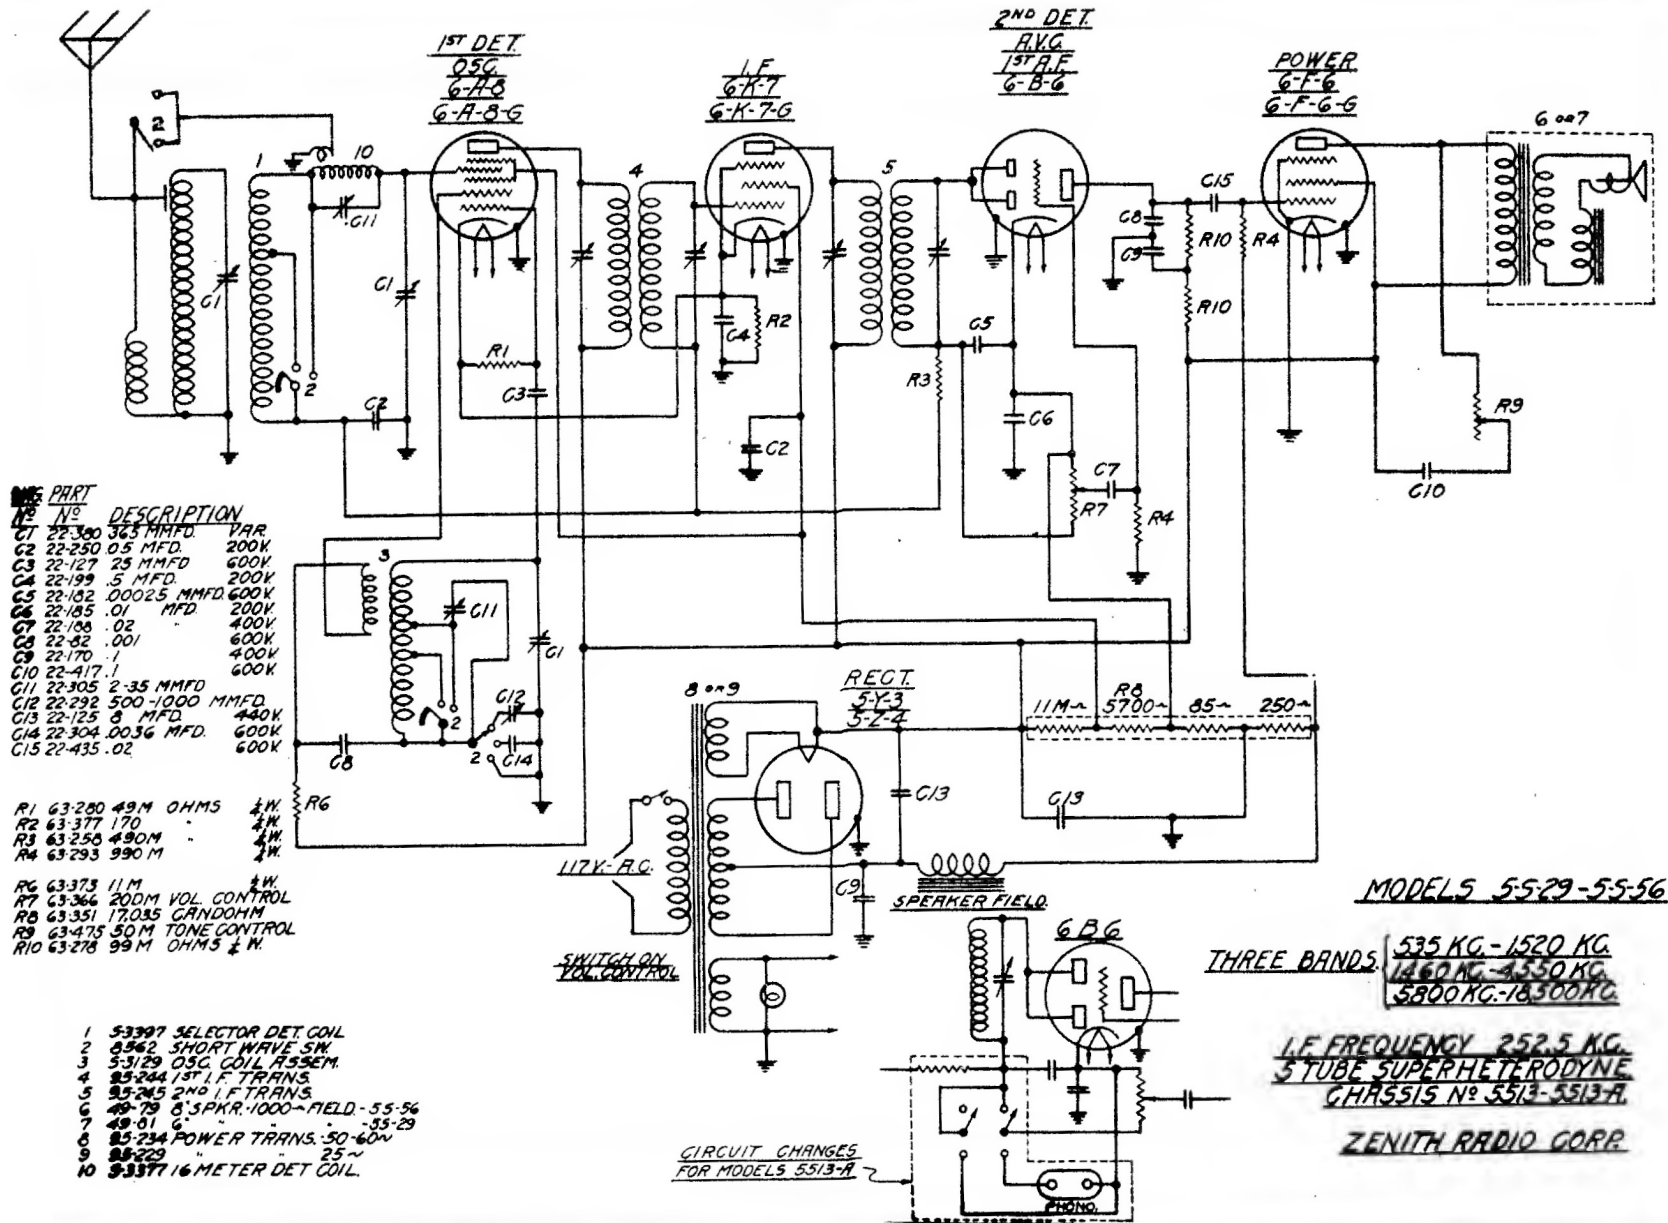 1ST DET.
OSC.
6-A-8
6-A-8-G
I.F.
6-K-7
6-K-7-G
2ND DET.
A.V.C.
1ST A.F.
6-B-6
POWER
6-F-6
6-F-6-G
6 OR 7
2
1
10
C11
C1
C1
C2
4
R1
C3
C4
R2
C2
5
R3
C5
C6
C7
R7
R4
C8
C9
R10
R10
C15
R4
R9
C10
PART
Nº Nº DESCRIPTION
C1 22-380 365 MMFD. VAR.
C2 22-250 .05 MFD. 200V.
C3 22-127 25 MMFD 600V.
C4 22-199 .5 MFD. 200V.
C5 22-182 .00025 MMFD. 600V.
C6 22-185 .01 MFD. 200V.
C7 22-188 .02 " 400V.
C8 22-82 .001 600V.
C9 22-170 .1 400V.
C10 22-417 .1 600V.
C11 22-305 2-35 MMFD
C12 22-292 500-1000 MMFD.
C13 22-125 8 MFD. 440V.
C14 22-304 .0036 MFD. 600V.
C15 22-435 .02 600V.
R1 63-280 49M OHMS ¼W.
R2 63-377 170 " ¼W.
R3 63-258 490M " ¼W.
R4 63-293 990M ¼W.
R6 63-373 11M ½W.
R7 63-366 200M VOL. CONTROL
R8 63-351 17,035 CANDOHM
R9 63-475 50M TONE CONTROL
R10 63-278 99M OHMS ¼ W.
3
C11
2
C1
C12
2
C14
C8
R6
8 OR 9
RECT.
5-Y-3
5-Z-4
11M~
R8
5700~
85~
250~
C13
C13
117V.-A.C.
C9
SPEAKER FIELD.
SWITCH ON
VOL. CONTROL
6B6
CIRCUIT CHANGES
FOR MODELS 5513-A
PHONO.
1 S-3397 SELECTOR DET. COIL
2 8562 SHORT WAVE SW.
3 S-3129 OSC. COIL ASSEM.
4 95-244 1ST I.F. TRANS.
5 95-245 2ND I.F. TRANS.
6 49-79 8" SPKR.-1000~FIELD.-5S-56
7 49-81 6" " " " -5S-29
8 95-234 POWER TRANS. 50-60~
9 95-229 " " 25~
10 S-3377 16 METER DET COIL.
MODELS 5-S-29-5-S-56
THREE BANDS
535 KC.-1520 KC.
1460 KC.-4550 KC.
5800 KC.-18500 KC.
I.F. FREQUENCY 252.5 KC.
5 TUBE SUPERHETERODYNE
CHASSIS Nº 5513-5513-A.
ZENITH RADIO CORP.